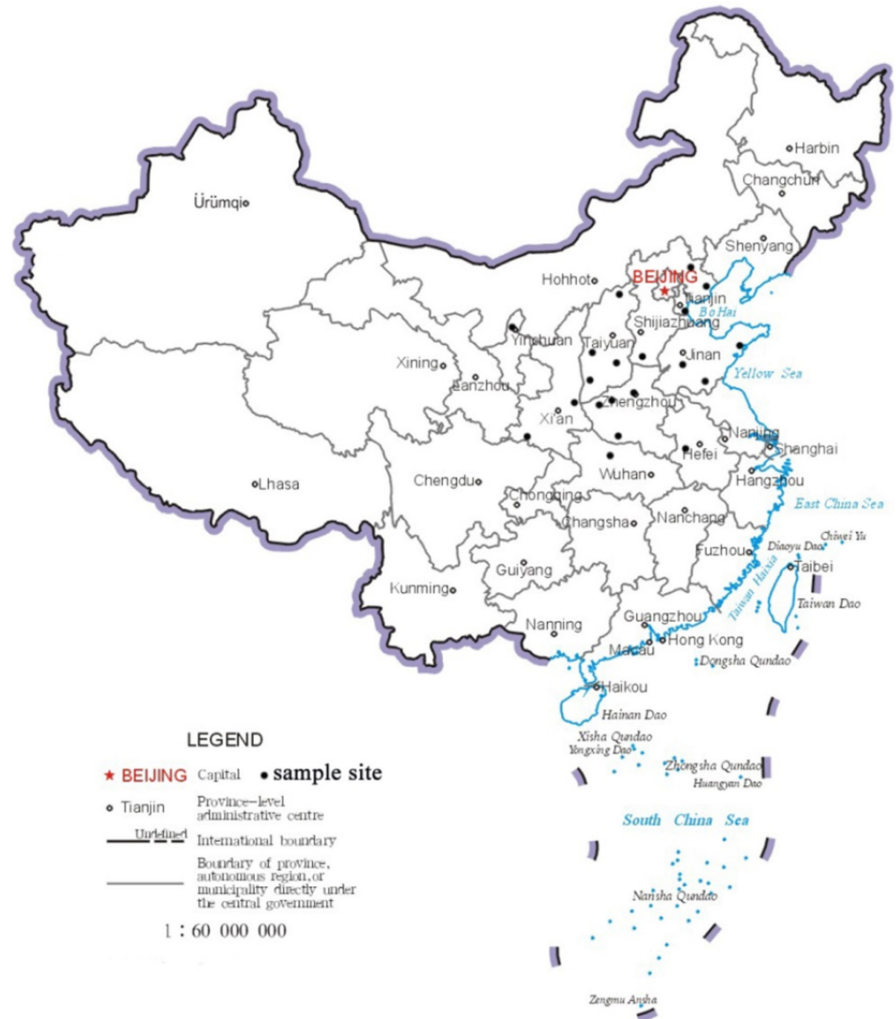 Harbin
Changchun
Ürümqi
Shenyang
Hohhot
BEIJING
Tianjin
Bo Hai
Shijiazhuang
Yinchuan
Taiyuan
Jinan
Xining
Lanzhou
Yellow Sea
Zhengzhou
Xi'an
Nanjing
Hefei
Shanghai
Lhasa
Chengdu
Wuhan
Hangzhou
Chongqing
East China Sea
Changsha
Nanchang
Chiwei Yu
Fuzhou
Diaoyu Dao
Guiyang
Taibei
Kunming
Taiwan Haixia
Taiwan Dao
Guangzhou
Nanning
Hong Kong
Macau
Dongsha Qundao
Haikou
Hainan Dao
Xisha Qundao
Yongxing Dao
Zhongsha Qundao
Huangyan Dao
South China Sea
Nansha Qundao
Zengmu Ansha
LEGEND
BEIJING Capital sample site
Tianjin Province-level
administrative centre
Undefined International boundary
Boundary of province,
autonomous region, or
municipality directly under
the central government
1 : 60 000 000